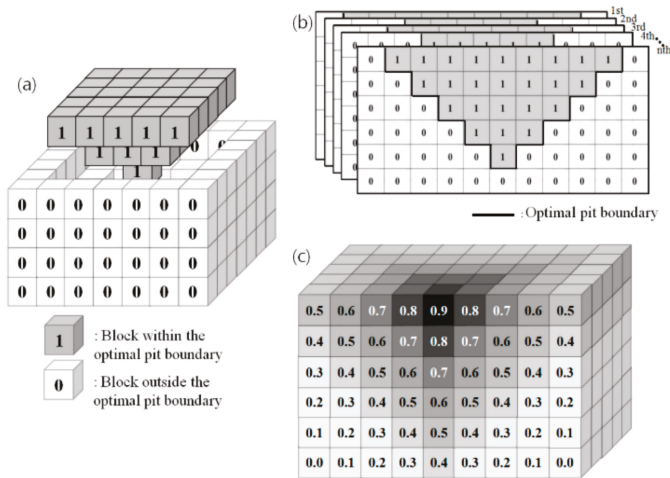 (a)
1 1 1 1 1
1 1 1 0 0
1 0
0 0 0 0 0 0 0
0 0 0 0 0 0 0
0 0 0 0 0 0 0
0 0 0 0 0 0 0
1 : Block within the
optimal pit boundary
0 : Block outside the
optimal pit boundary
(b)
1st
2nd
3rd
4th
nth
0 1 1 1 1 1 1 1 1 1 0
0 0 1 1 1 1 1 1 1 0 0
0 0 0 1 1 1 1 1 0 0 0
0 0 0 0 1 1 1 0 0 0 0
0 0 0 0 0 1 0 0 0 0 0
0 0 0 0 0 0 0 0 0 0 0
: Optimal pit boundary
(c)
0.5 0.6 0.7 0.8 0.9 0.8 0.7 0.6 0.5
0.4 0.5 0.6 0.7 0.8 0.7 0.6 0.5 0.4
0.3 0.4 0.5 0.6 0.7 0.6 0.5 0.4 0.3
0.2 0.3 0.4 0.5 0.6 0.5 0.4 0.3 0.2
0.1 0.2 0.3 0.4 0.5 0.4 0.3 0.2 0.1
0.0 0.1 0.2 0.3 0.4 0.3 0.2 0.1 0.0